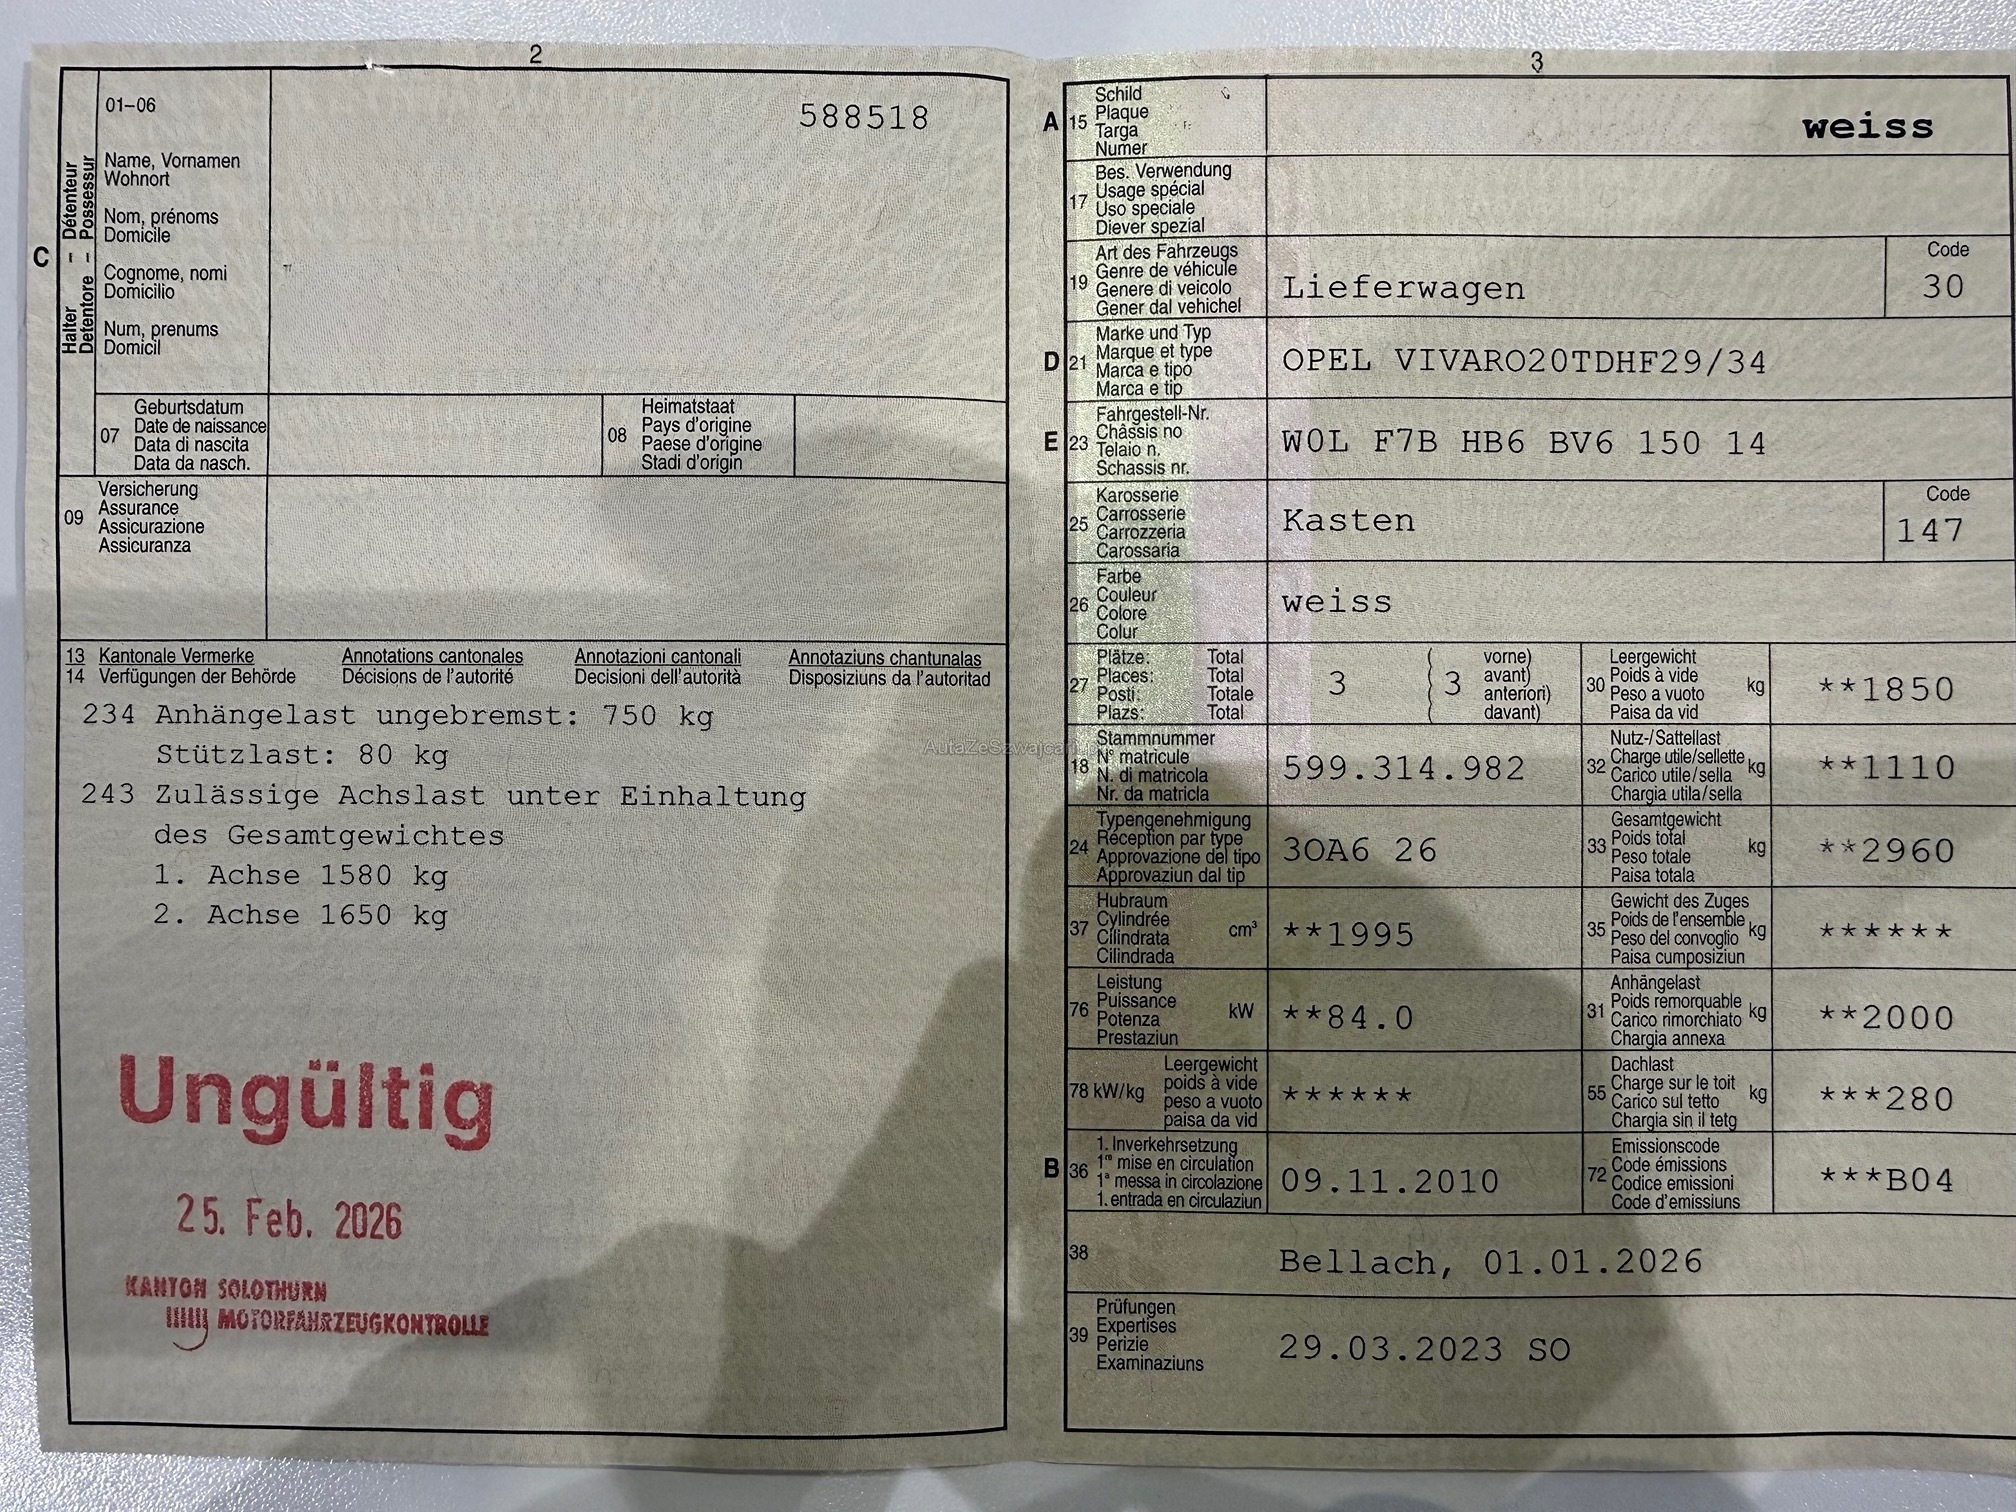 2
01–06
588518
Name, Vornamen
Wohnort
Nom, prénoms
Domicile
Cognome, nomi
Domicilio
Num, prenums
Domicil
C
Halter – Détenteur
Detentore – Possessur
07
Geburtsdatum
Date de naissance
Data di nascita
Data da nasch.
08
Heimatstaat
Pays d'origine
Paese d'origine
Stadi d'origin
09
Versicherung
Assurance
Assicurazione
Assicuranza
13 Kantonale Vermerke Annotations cantonales Annotazioni cantonali Annotaziuns chantunalas
14 Verfügungen der Behörde Décisions de l'autorité Decisioni dell'autorità Disposiziuns da l'autoritad
234 Anhängelast ungebremst: 750 kg
Stützlast: 80 kg
243 Zulässige Achslast unter Einhaltung
des Gesamtgewichtes
1. Achse 1580 kg
2. Achse 1650 kg
Ungültig
25. Feb. 2026
KANTON SOLOTHURN
MOTORFAHRZEUGKONTROLLE
3
A 15
Schild
Plaque
Targa
Numer
weiss
17
Bes. Verwendung
Usage spécial
Uso speciale
Diever spezial
19
Art des Fahrzeugs
Genre de véhicule
Genere di veicolo
Gener dal vehichel
Lieferwagen
Code
30
D 21
Marke und Typ
Marque et type
Marca e tipo
Marca e tip
OPEL VIVARO20TDHF29/34
E 23
Fahrgestell-Nr.
Châssis no
Telaio n.
Schassis nr.
W0L F7B HB6 BV6 150 14
25
Karosserie
Carrosserie
Carrozzeria
Carossaria
Kasten
Code
147
26
Farbe
Couleur
Colore
Colur
weiss
27
Plätze: Total
Places: Total
Posti: Totale
Plazs: Total
3
( vorne)
( 3 avant)
( anteriori)
( davant)
30
Leergewicht
Poids à vide
Peso a vuoto
Paisa da vid
kg
**1850
18
Stammnummer
N° matricule
N. di matricola
Nr. da matricla
599.314.982
32
Nutz-/Sattellast
Charge utile/sellette
Carico utile/sella
Chargia utila/sella
kg
**1110
24
Typengenehmigung
Réception par type
Approvazione del tipo
Approvaziun dal tip
3OA6 26
33
Gesamtgewicht
Poids total
Peso totale
Paisa totala
kg
**2960
37
Hubraum
Cylindrée
Cilindrata
Cilindrada
cm³
**1995
35
Gewicht des Zuges
Poids de l'ensemble
Peso del convoglio
Paisa cumposiziun
kg
******
76
Leistung
Puissance
Potenza
Prestaziun
kW
**84.0
31
Anhängelast
Poids remorquable
Carico rimorchiato
Chargia annexa
kg
**2000
78 kW/kg
Leergewicht
poids à vide
peso a vuoto
paisa da vid
******
55
Dachlast
Charge sur le toit
Carico sul tetto
Chargia sin il tetg
kg
***280
B 36
1. Inverkehrsetzung
1re mise en circulation
1a messa in circolazione
1. entrada en circulaziun
09.11.2010
72
Emissionscode
Code émissions
Codice emissioni
Code d'emissiuns
***B04
38
Bellach, 01.01.2026
39
Prüfungen
Expertises
Perizie
Examinaziuns
29.03.2023 SO